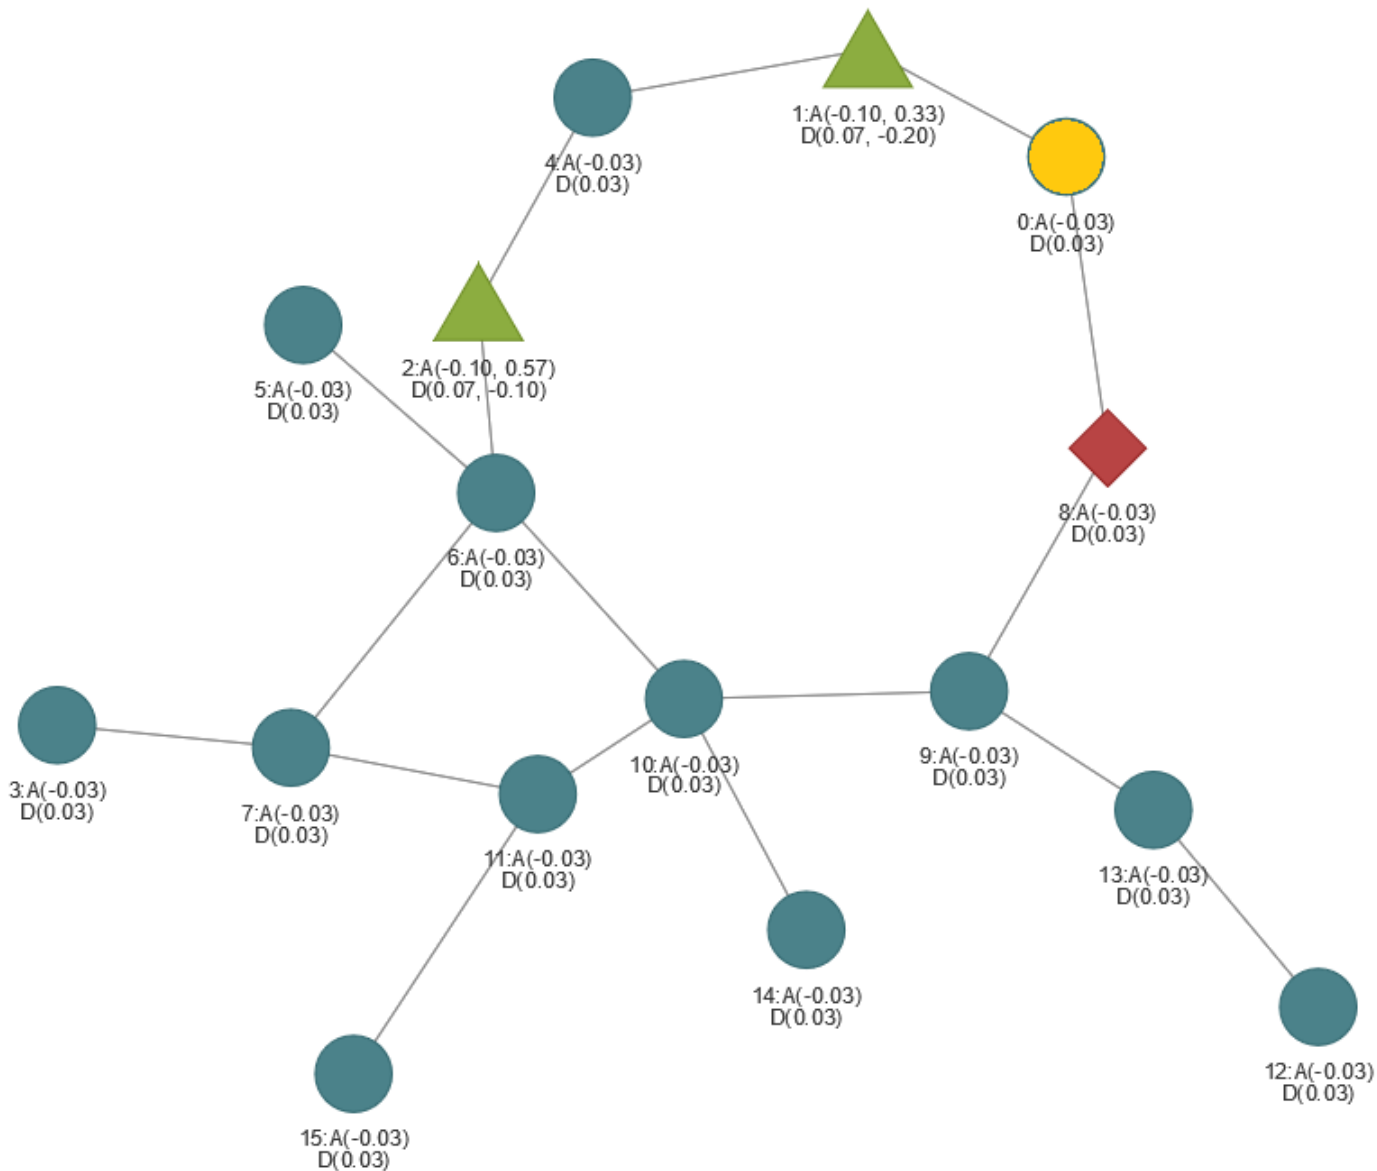 1:A(-0.10, 0.33)
D(0.07, -0.20)
4:A(-0.03)
D(0.03)
0:A(-0.03)
D(0.03)
2:A(-0.10, 0.57)
D(0.07, -0.10)
5:A(-0.03)
D(0.03)
8:A(-0.03)
D(0.03)
6:A(-0.03)
D(0.03)
9:A(-0.03)
D(0.03)
10:A(-0.03)
D(0.03)
3:A(-0.03)
D(0.03)
7:A(-0.03)
D(0.03)
11:A(-0.03)
D(0.03)
13:A(-0.03)
D(0.03)
14:A(-0.03)
D(0.03)
12:A(-0.03)
D(0.03)
15:A(-0.03)
D(0.03)